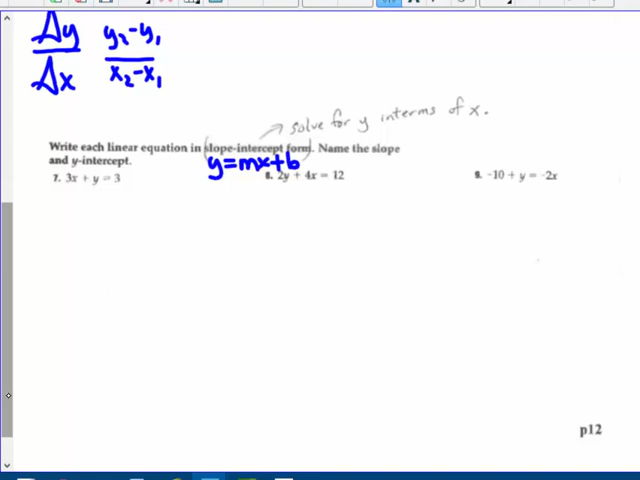 Δy y₂-y₁
Δx x₂-x₁
solve for y interms of x.
Write each linear equation in (slope-intercept form). Name the slope
and y-intercept.
y=mx+b
7. 3x + y = 3 8. 2y + 4x = 12 9. -10 + y = -2x
p12